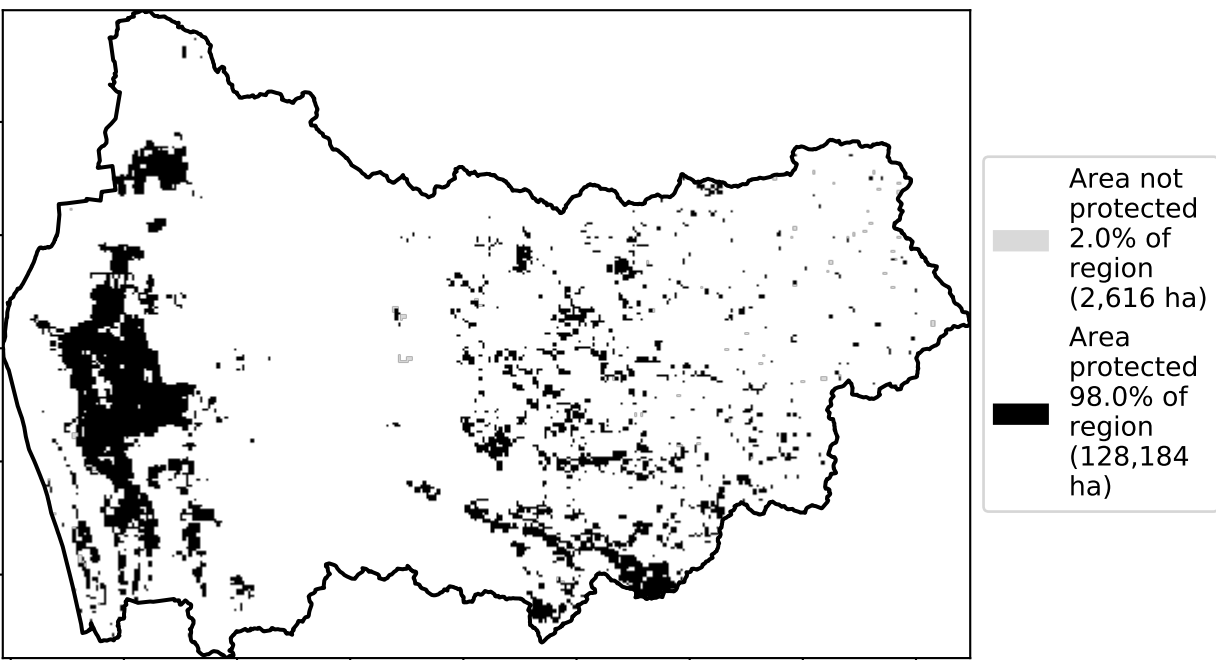 Area not
protected
2.0% of
region
(2,616 ha)
Area
protected
98.0% of
region
(128,184
ha)